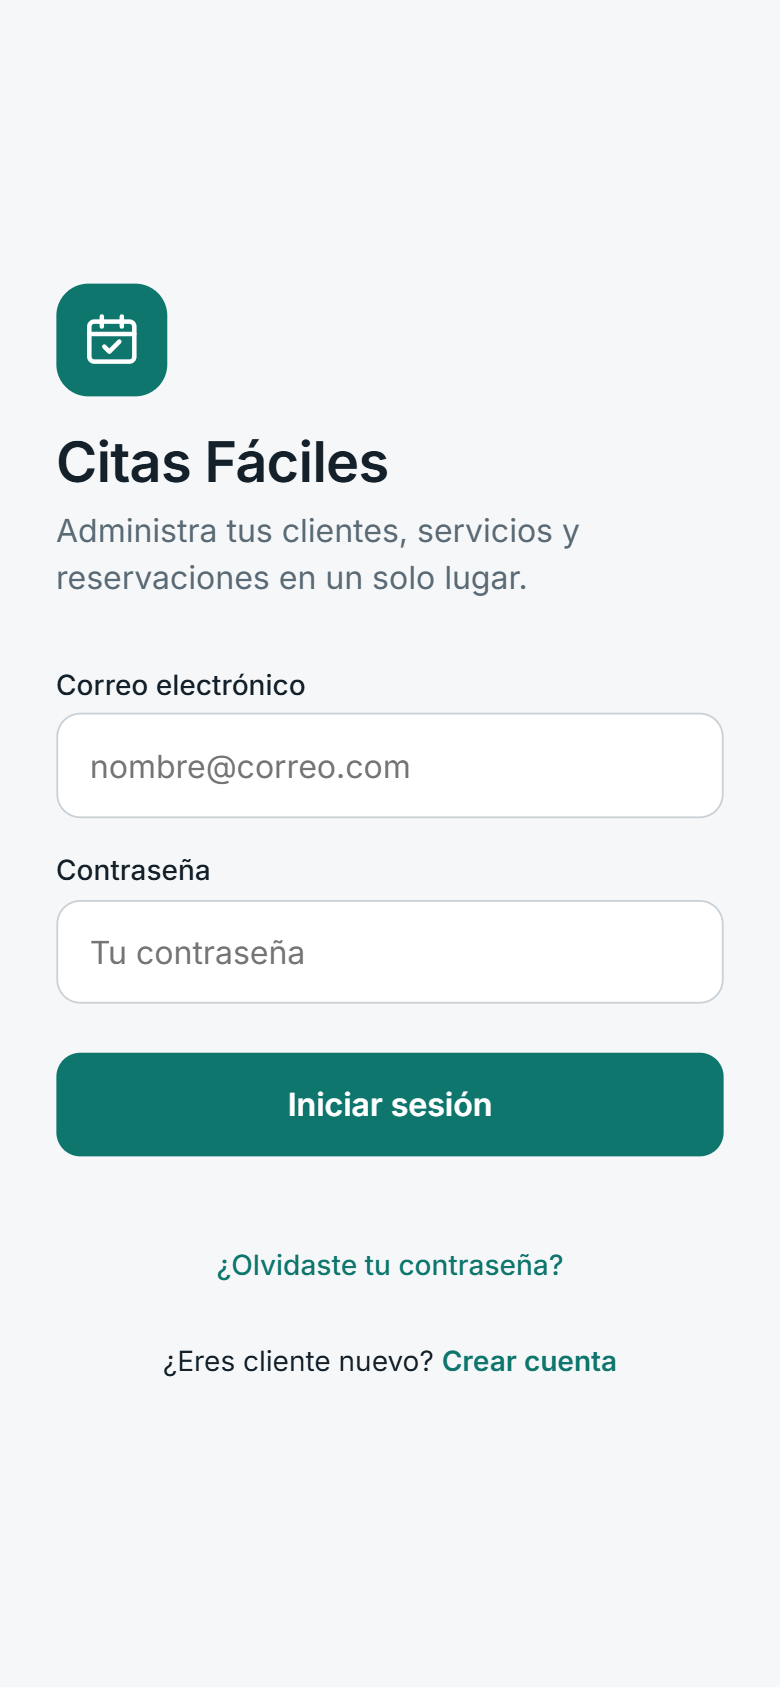 Citas Fáciles
Administra tus clientes, servicios y
reservaciones en un solo lugar.
Correo electrónico
nombre@correo.com
Contraseña
Tu contraseña
Iniciar sesión
¿Olvidaste tu contraseña?
¿Eres cliente nuevo? Crear cuenta